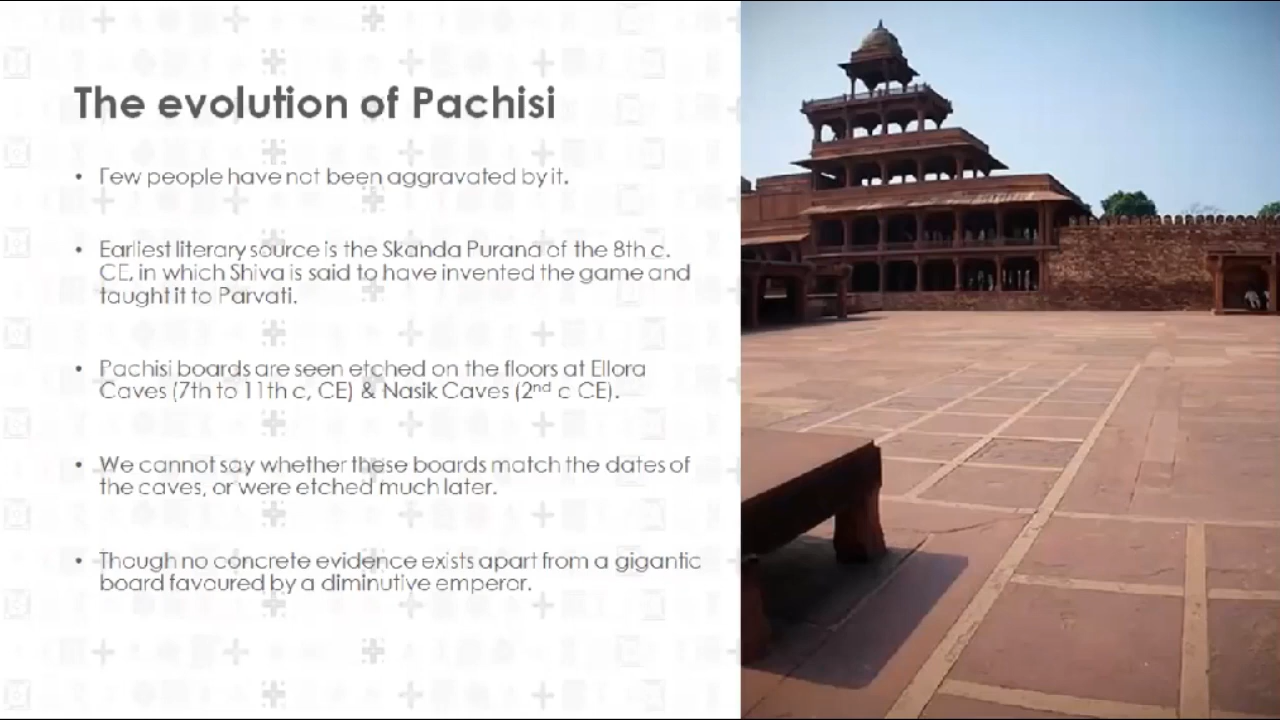 The evolution of Pachisi
• Few people have not been aggravated by it.
• Earliest literary source is the Skanda Purana of the 8th c.
CE, in which Shiva is said to have invented the game and
taught it to Parvati.
• Pachisi boards are seen etched on the floors at Ellora
Caves (7th to 11th c, CE) & Nasik Caves (2nd c CE).
• We cannot say whether these boards match the dates of
the caves, or were etched much later.
• Though no concrete evidence exists apart from a gigantic
board favoured by a diminutive emperor.